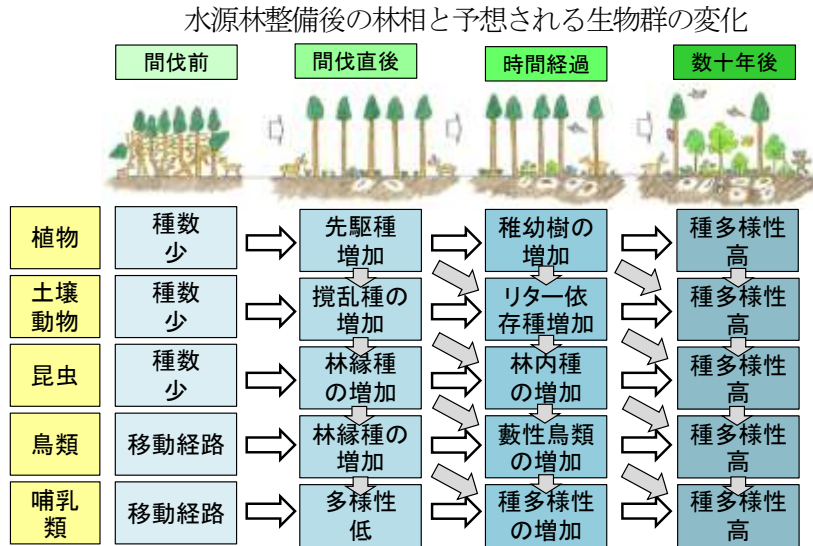 水源林整備後の林相と予想される生物群の変化
間伐前
間伐直後
時間経過
数十年後
植物
種数
少
先駆種
増加
稚幼樹の
増加
種多様性
高
土壌
動物
種数
少
撹乱種の
増加
リター依
存種増加
種多様性
高
昆虫
種数
少
林縁種
の増加
林内種
の増加
種多様性
高
鳥類
移動経路
林縁種の
増加
藪性鳥類
の増加
種多様性
高
哺乳
類
移動経路
多様性
低
種多様性
の増加
種多様性
高